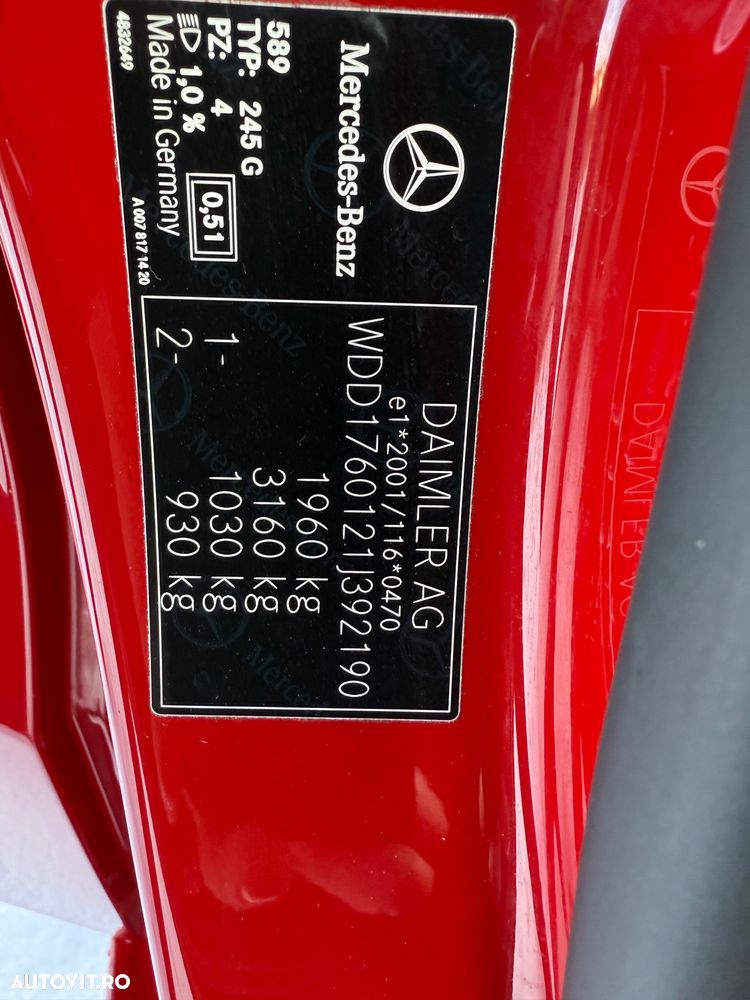 Mercedes-Benz
589
TYP: 245 G
PZ: 4
1,0 %
0,51
Made in Germany
4832649
A 007 817 14 20
DAIMLER AG
e1*2001/116*0470
WDD1760121J392190
1960 kg
3160 kg
1- 1030 kg
2- 930 kg
AUTOVIT.RO